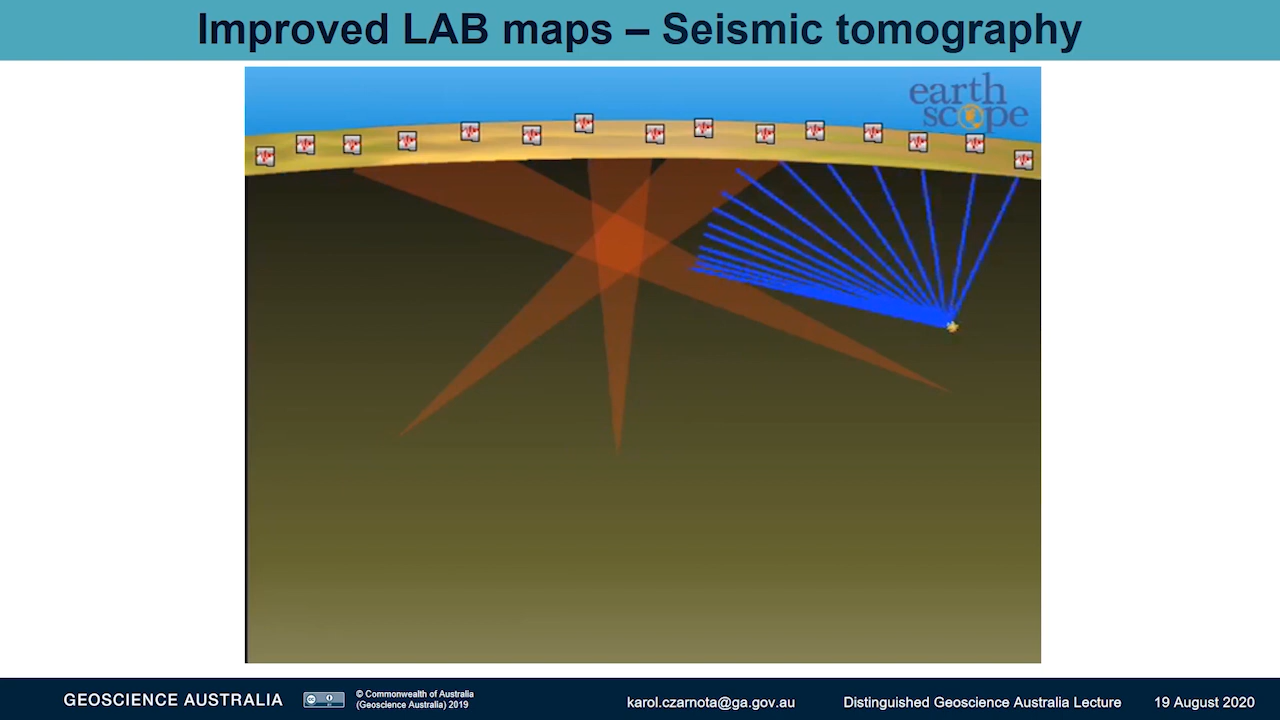 Improved LAB maps – Seismic tomography
earth
scope
GEOSCIENCE AUSTRALIA
© Commonwealth of Australia
(Geoscience Australia) 2019
karol.czarnota@ga.gov.au
Distinguished Geoscience Australia Lecture
19 August 2020